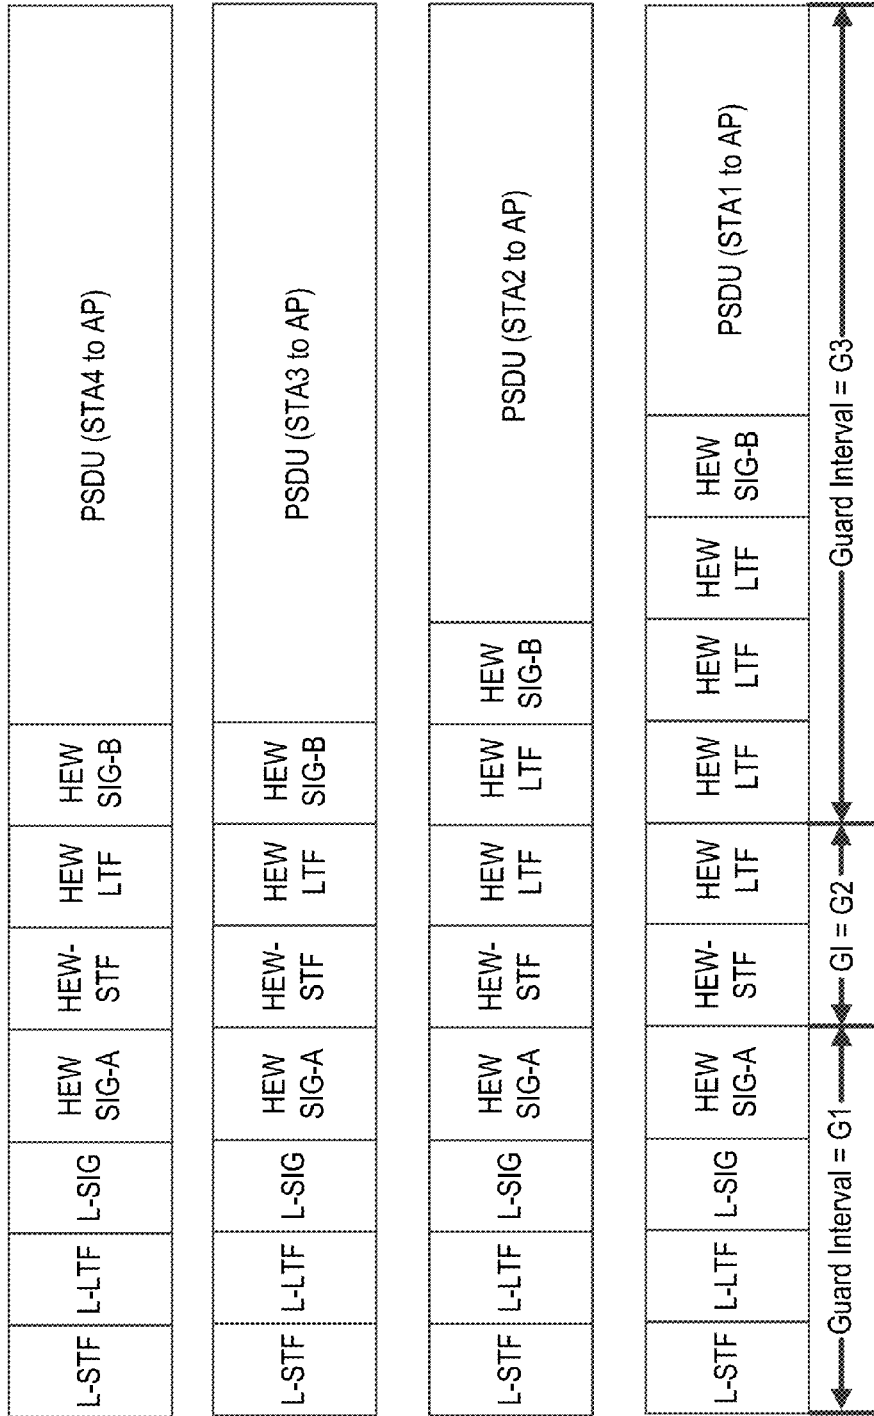 PSDU (STA4 to AP)
HEW
SIG-B
HEW
LTF
HEW-
STF
HEW
SIG-A
L-SIG
L-LTF
L-STF
PSDU (STA3 to AP)
HEW
SIG-B
HEW
LTF
HEW-
STF
HEW
SIG-A
L-SIG
L-LTF
L-STF
PSDU (STA2 to AP)
HEW
SIG-B
HEW
LTF
HEW
LTF
HEW-
STF
HEW
SIG-A
L-SIG
L-LTF
L-STF
PSDU (STA1 to AP)
HEW
SIG-B
HEW
LTF
HEW
LTF
HEW
LTF
HEW
LTF
HEW-
STF
HEW
SIG-A
L-SIG
L-LTF
L-STF
Guard Interval = G3
GI = G2
Guard Interval = G1